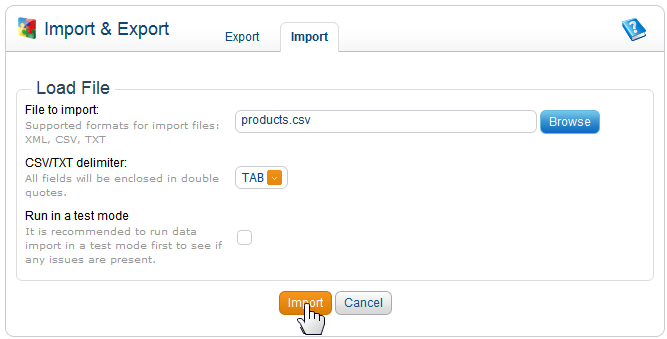 Import & Export
Export
Import
Load File
File to import:
Supported formats for import files:
XML, CSV, TXT
products.csv
Browse
CSV/TXT delimiter:
All fields will be enclosed in double
quotes.
TAB
Run in a test mode
It is recommended to run data
import in a test mode first to see if
any issues are present.
Import
Cancel